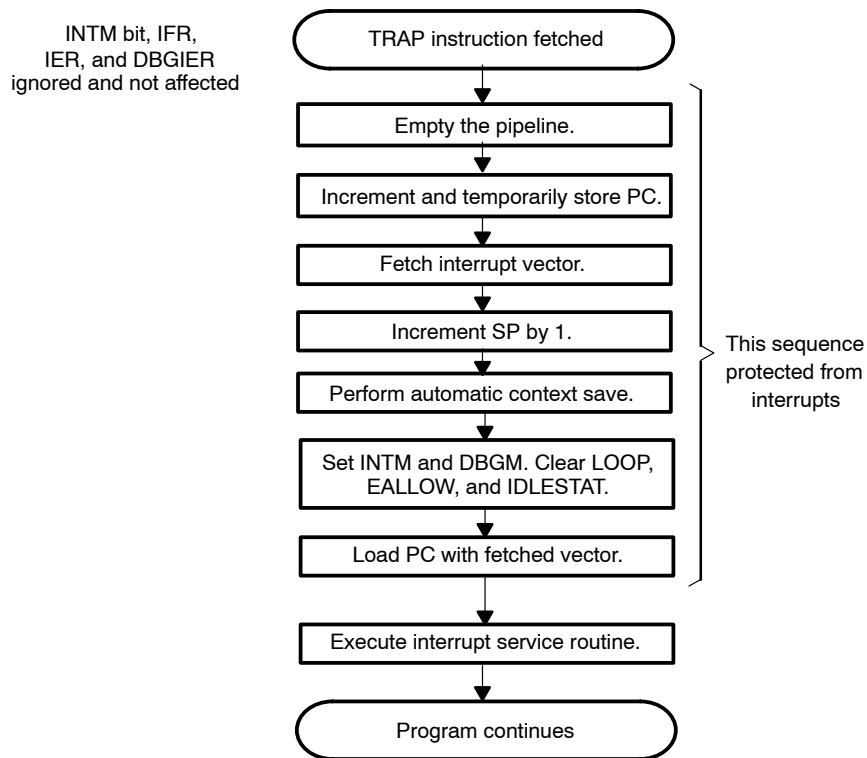 INTM bit, IFR,
IER, and DBGIER
ignored and not affected
TRAP instruction fetched
Empty the pipeline.
Increment and temporarily store PC.
Fetch interrupt vector.
Increment SP by 1.
Perform automatic context save.
Set INTM and DBGM. Clear LOOP,
EALLOW, and IDLESTAT.
Load PC with fetched vector.
This sequence
protected from
interrupts
Execute interrupt service routine.
Program continues